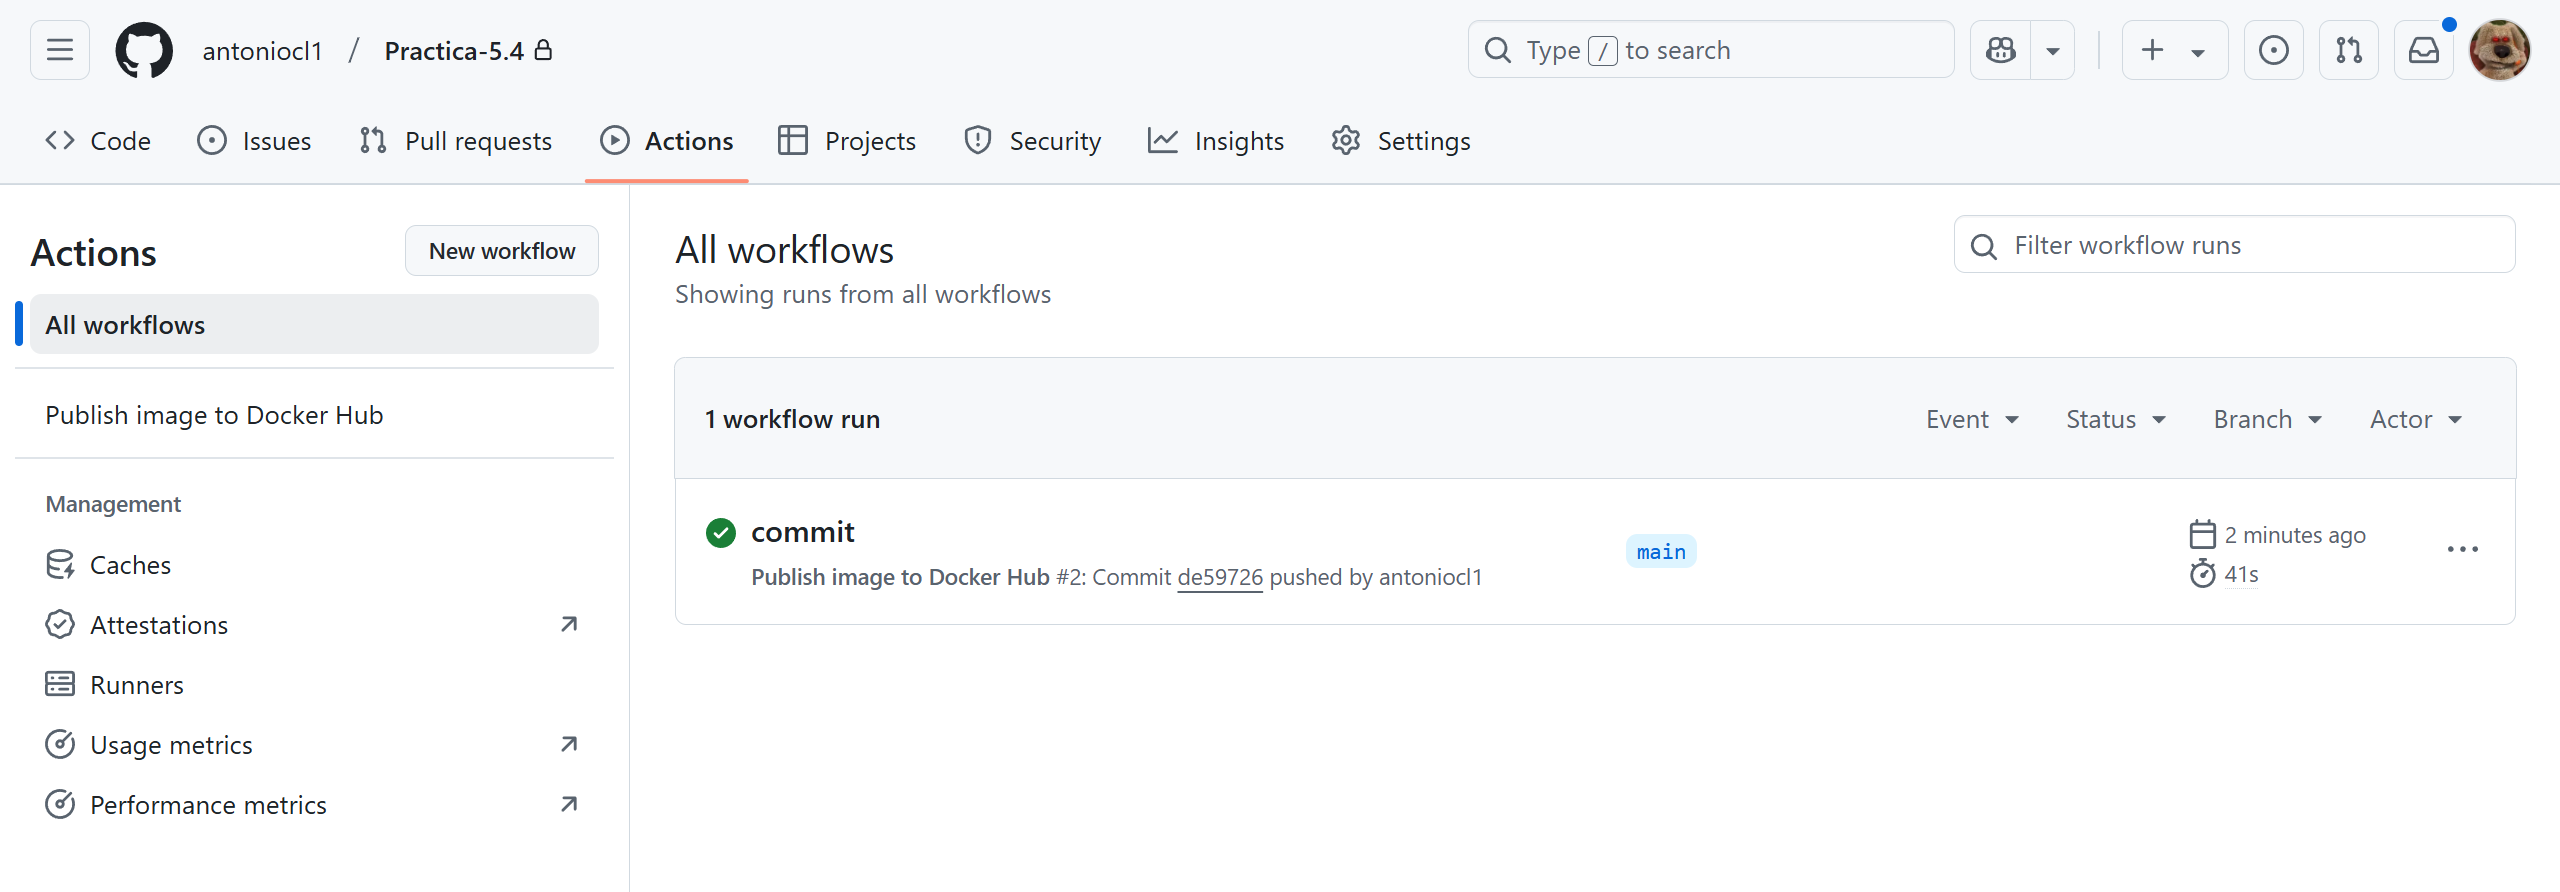 antoniocl1 / Practica-5.4
Type / to search
Code Issues Pull requests Actions Projects Security Insights Settings
Actions
New workflow
All workflows
Publish image to Docker Hub
Management
Caches
Attestations
Runners
Usage metrics
Performance metrics
All workflows
Showing runs from all workflows
Filter workflow runs
1 workflow run
Event Status Branch Actor
commit
Publish image to Docker Hub #2: Commit de59726 pushed by antoniocl1
main
2 minutes ago
41s